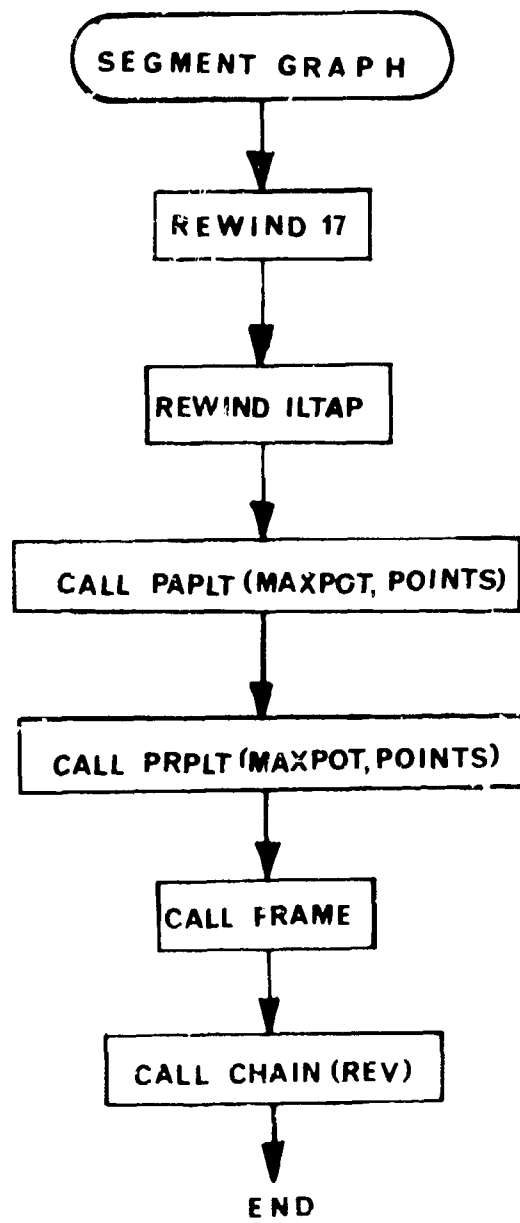 SEGMENT GRAPH
REWIND 17
REWIND ILTAP
CALL PAPLT (MAXPOT, POINTS)
CALL PRPLT (MAXPOT, POINTS)
CALL FRAME
CALL CHAIN (REV)
END